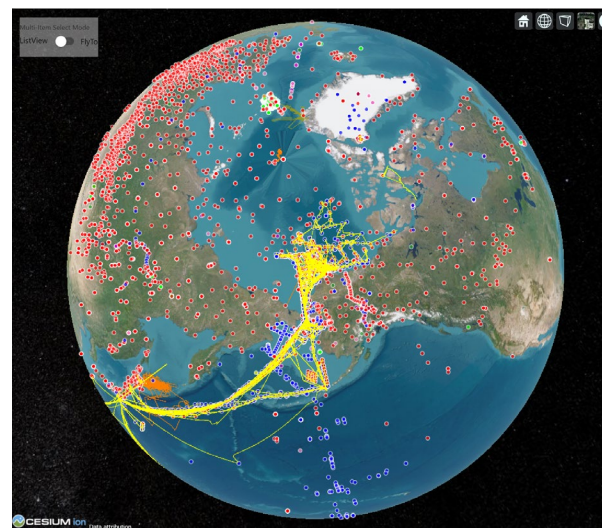 Multi-Item Select Mode
ListView FlyTo
CESIUM ion Data attribution